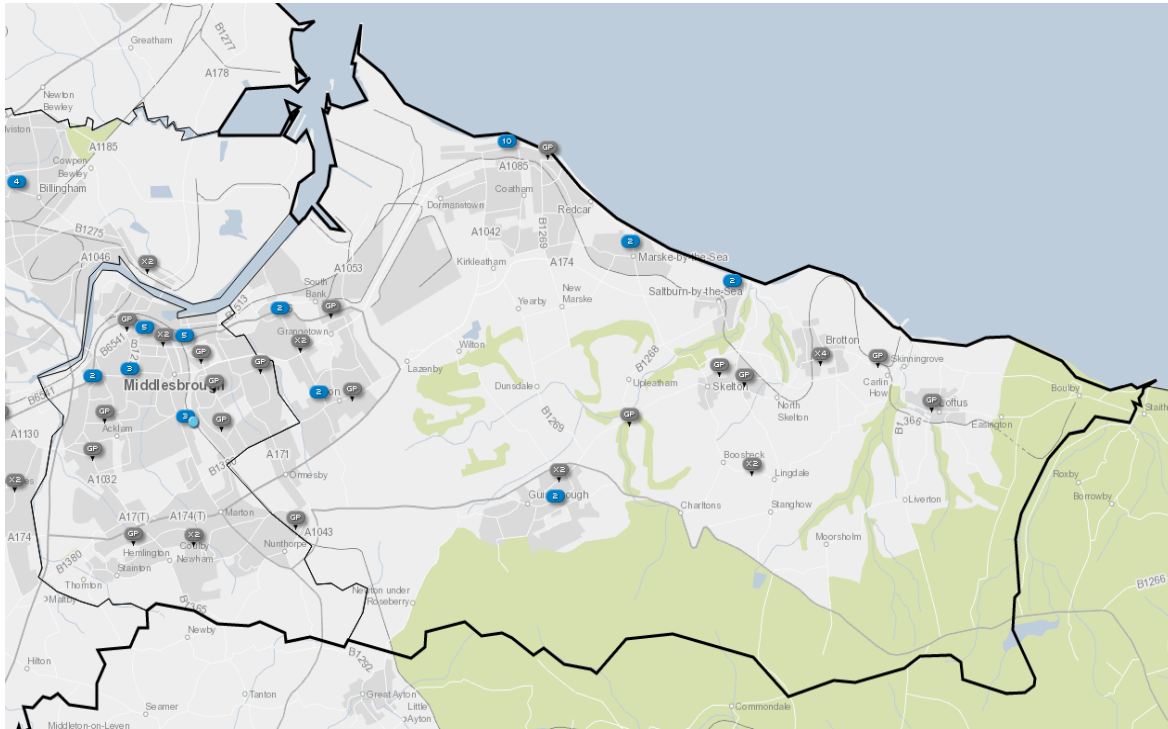 Greatham
B1277
A178
Newton
Bewley
A1185
Cowpen
Bewley
4
Billingham
10
GP
A1085
Coatham
Dormanstown
Redcar
B1275
A1042
B1269
2
A1046
X2
A1053
Kirkleatham
A174
Marske-by-the-Sea
South
Bank
2
Saltburn-by-the-Sea
New
Marske
Yearby
2
GP
GP
5
X2
5
Grangetown
B6541
X2
Wilton
Brotton
GP
X4
GP
Skinningrove
GP
B1268
3
Lazenby
GP
GP
Carlin
How
2
Middlesbrough
GP
Dunsdale
Upleatham
Skelton
Boulby
B6541
2
GP
North
Skelton
GP
Loftus
GP
3
GP
GP
Easington
A1130
Acklam
B1269
GP
Boosbeck
X2
X2
A171
Ormesby
X2
Lingdale
Roxby
X2
A1032
2
Guisborough
Borrowby
Liverton
Marton
Charltons
Stanghow
A17(T)
A174(T)
GP
A1043
GP
X2
A174
Moorsholm
Hemlington
Coulby
Newham
Nunthorpe
B1380
Stainton
Thornton
Newton under
Roseberry
B1266
Maltby
B1365
Newby
Hilton
B1292
Tanton
Great Ayton
Seamer
Little
Ayton
Commondale
Middleton-on-Leven